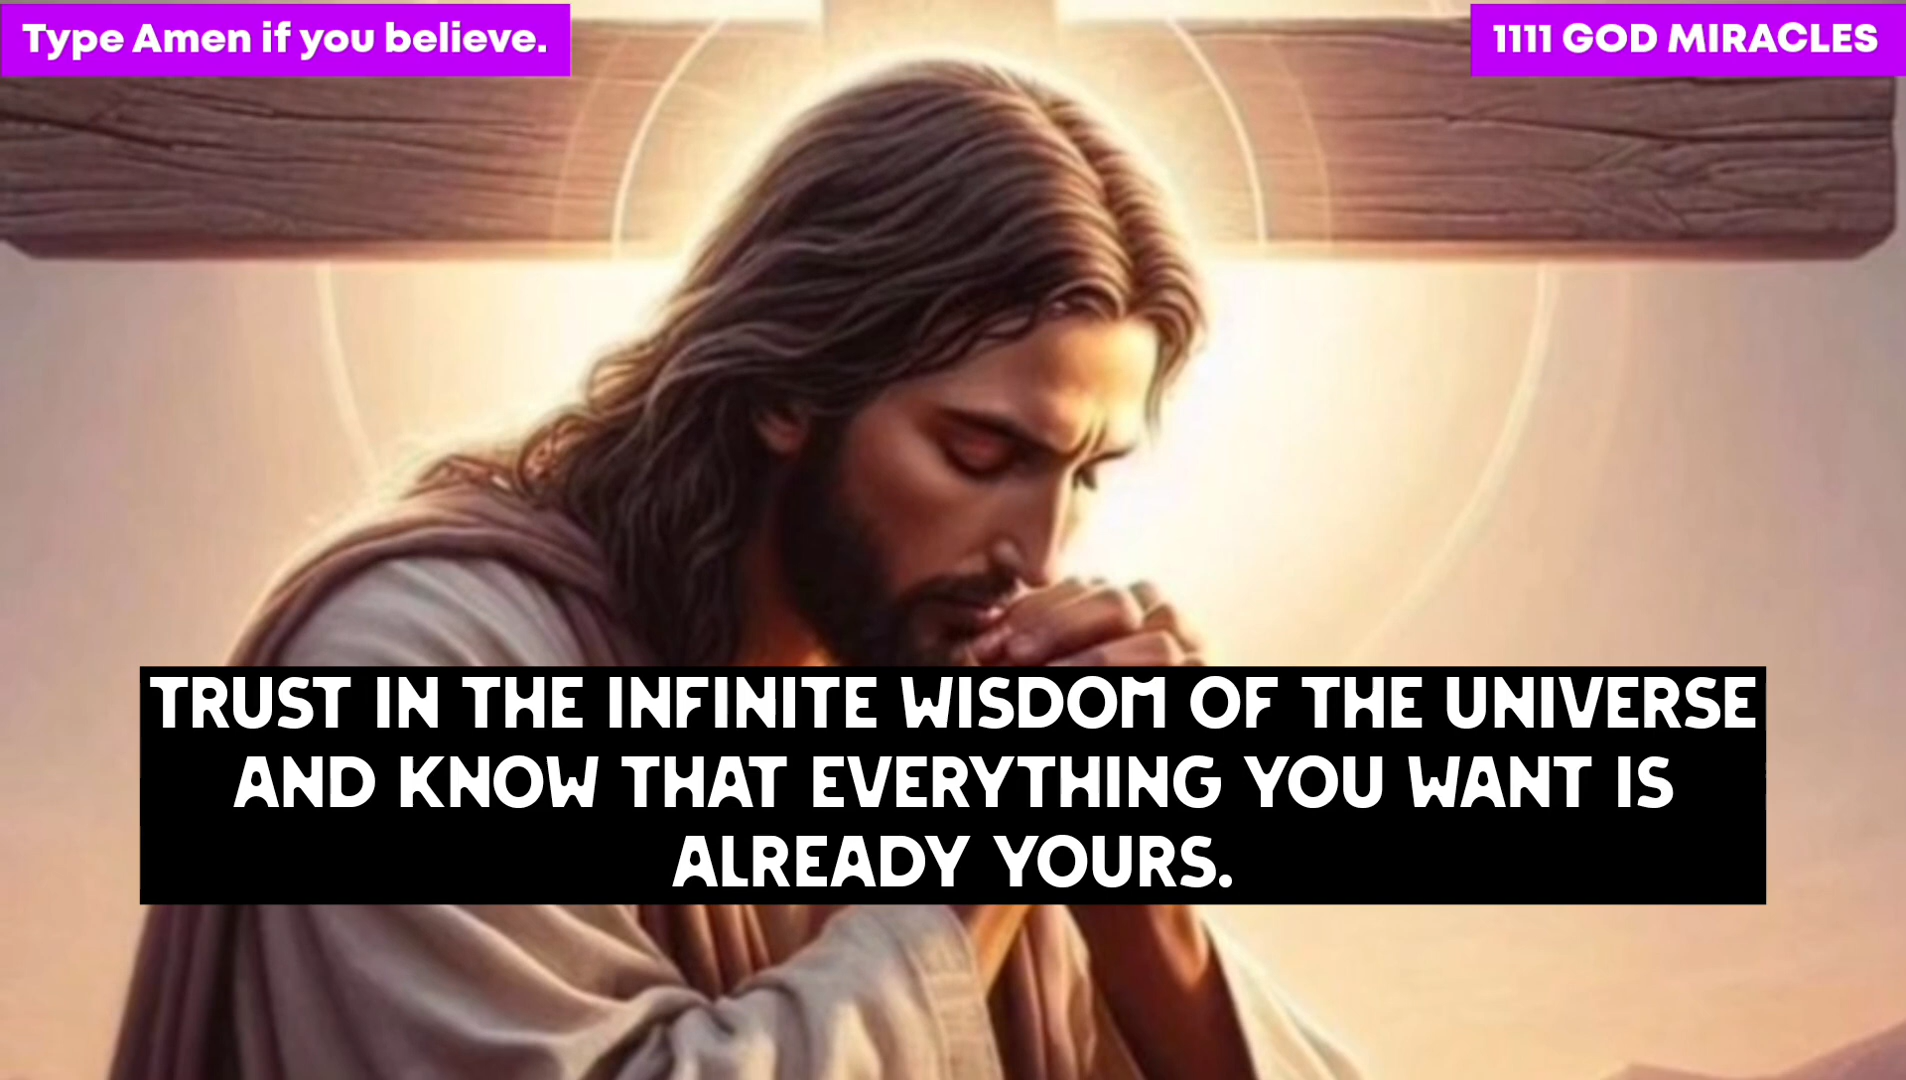 Type Amen if you believe.
1111 GOD MIRACLES
TRUST IN THE INFINITE WISDOM OF THE UNIVERSE
AND KNOW THAT EVERYTHING YOU WANT IS
ALREADY YOURS.